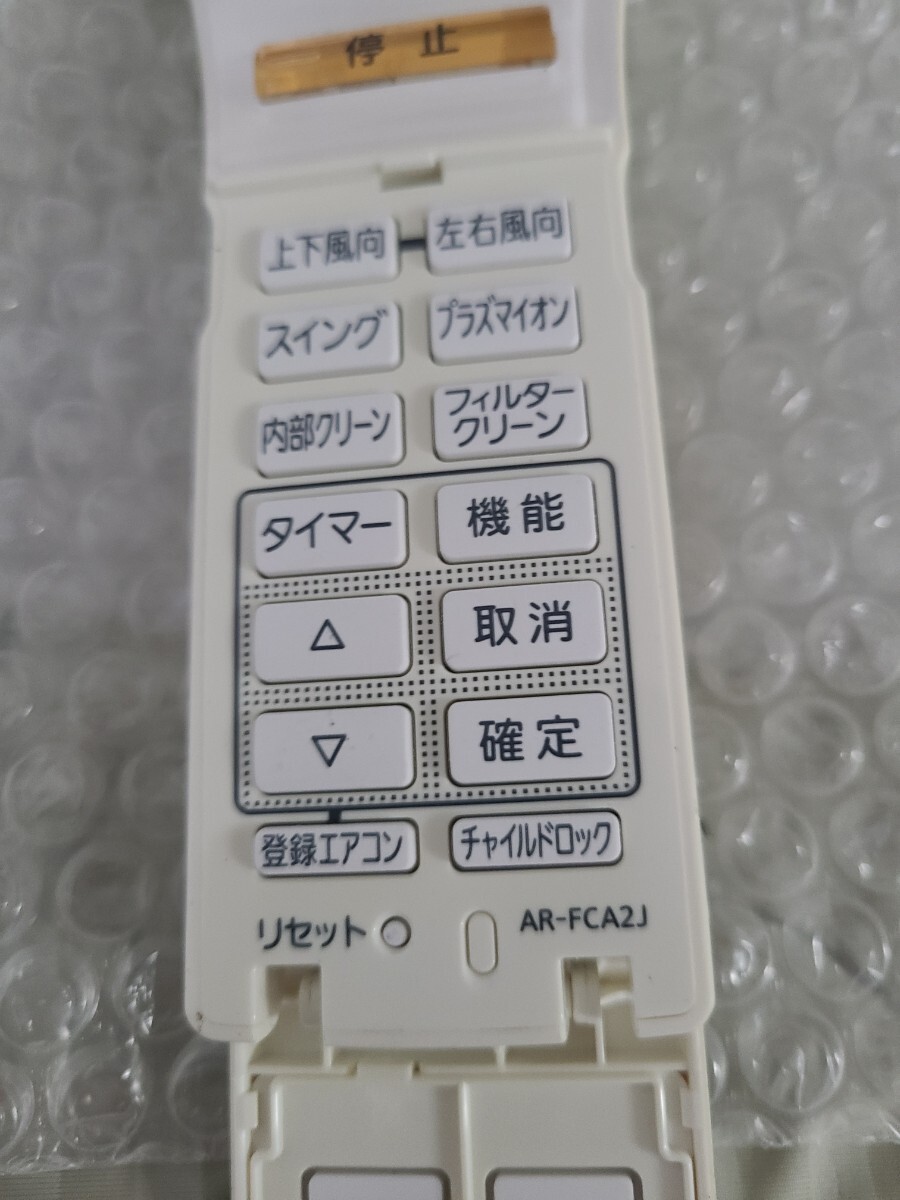 停止
上下風向
左右風向
スイング
プラズマイオン
内部クリーン
フィルター
クリーン
タイマー
機能
△
取消
▽
確定
登録エアコン
チャイルドロック
リセット
AR-FCA2J